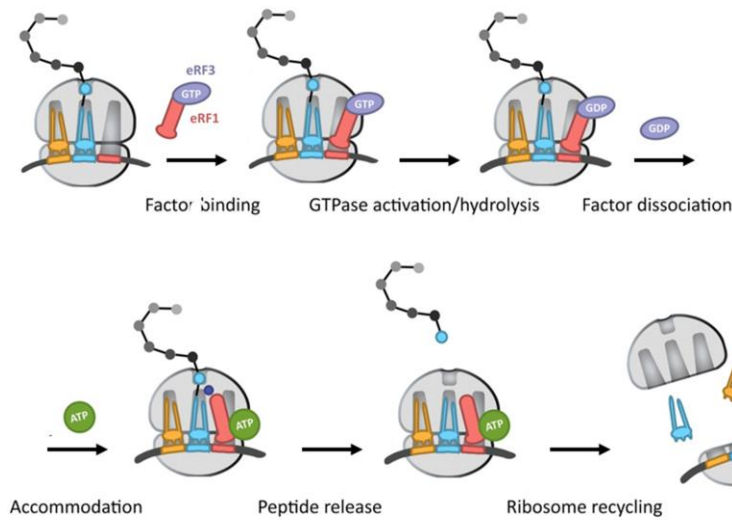 eRF3
GTP
eRF1
GTP
GDP
GDP
Factor binding
GTPase activation/hydrolysis
Factor dissociation
ATP
ATP
ATP
Accommodation
Peptide release
Ribosome recycling